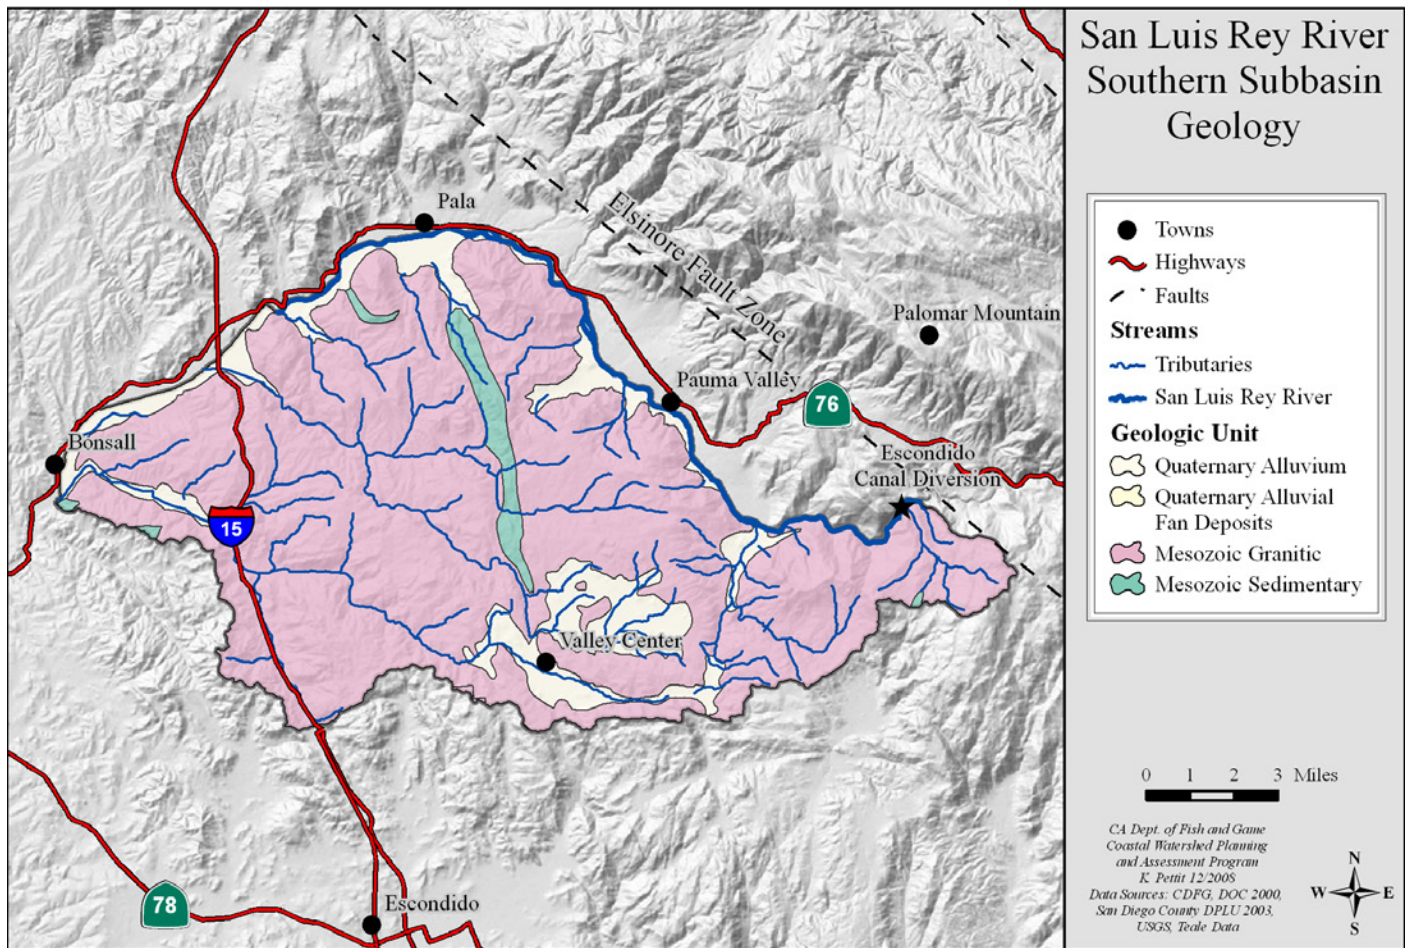 San Luis Rey River
Southern Subbasin
Geology
Towns
Highways
Faults
Streams
Tributaries
San Luis Rey River
Geologic Unit
Quaternary Alluvium
Quaternary Alluvial
Fan Deposits
Mesozoic Granitic
Mesozoic Sedimentary
0 1 2 3 Miles
CA Dept. of Fish and Game
Coastal Watershed Planning
and Assessment Program
K. Pettit 12/2008
Data Sources: CDFG, DOC 2000,
San Diego County DPLU 2003,
USGS, Teale Data
N
W E
S
Pala
Elsinore Fault Zone
Palomar Mountain
Pauma Valley
76
Bonsall
Escondido
Canal Diversion
15
Valley Center
78
Escondido